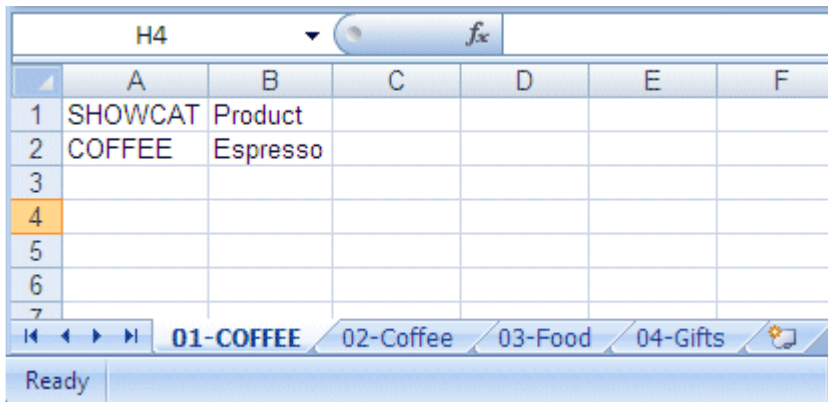 H4 fx
A B C D E F
1 SHOWCAT Product
2 COFFEE Espresso
3
4
5
6
7
01-COFFEE 02-Coffee 03-Food 04-Gifts
Ready